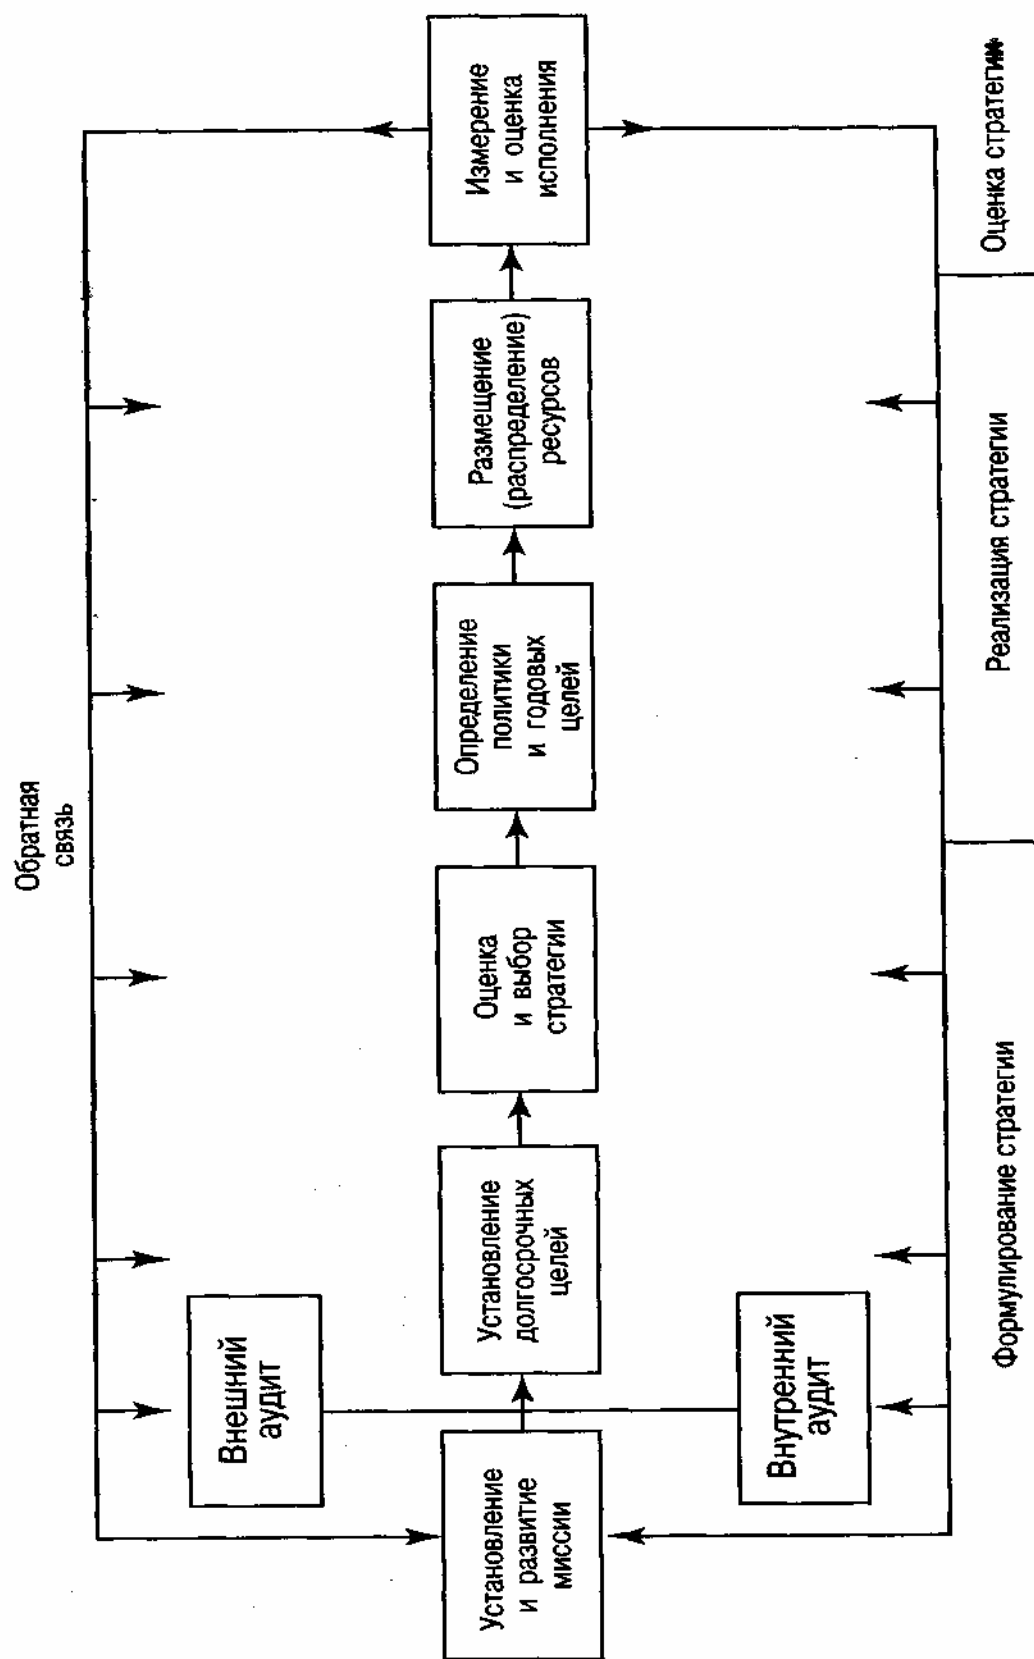 Обратная
связь
Внешний
аудит
Установление
и развитие
миссии
Установление
долгосрочных
целей
Оценка
и выбор
стратегии
Определение
политики
и годовых
целей
Размещение
(распределение)
ресурсов
Измерение
и оценка
исполнения
Внутренний
аудит
Формулирование стратегии
Реализация стратегии
Оценка стратегии